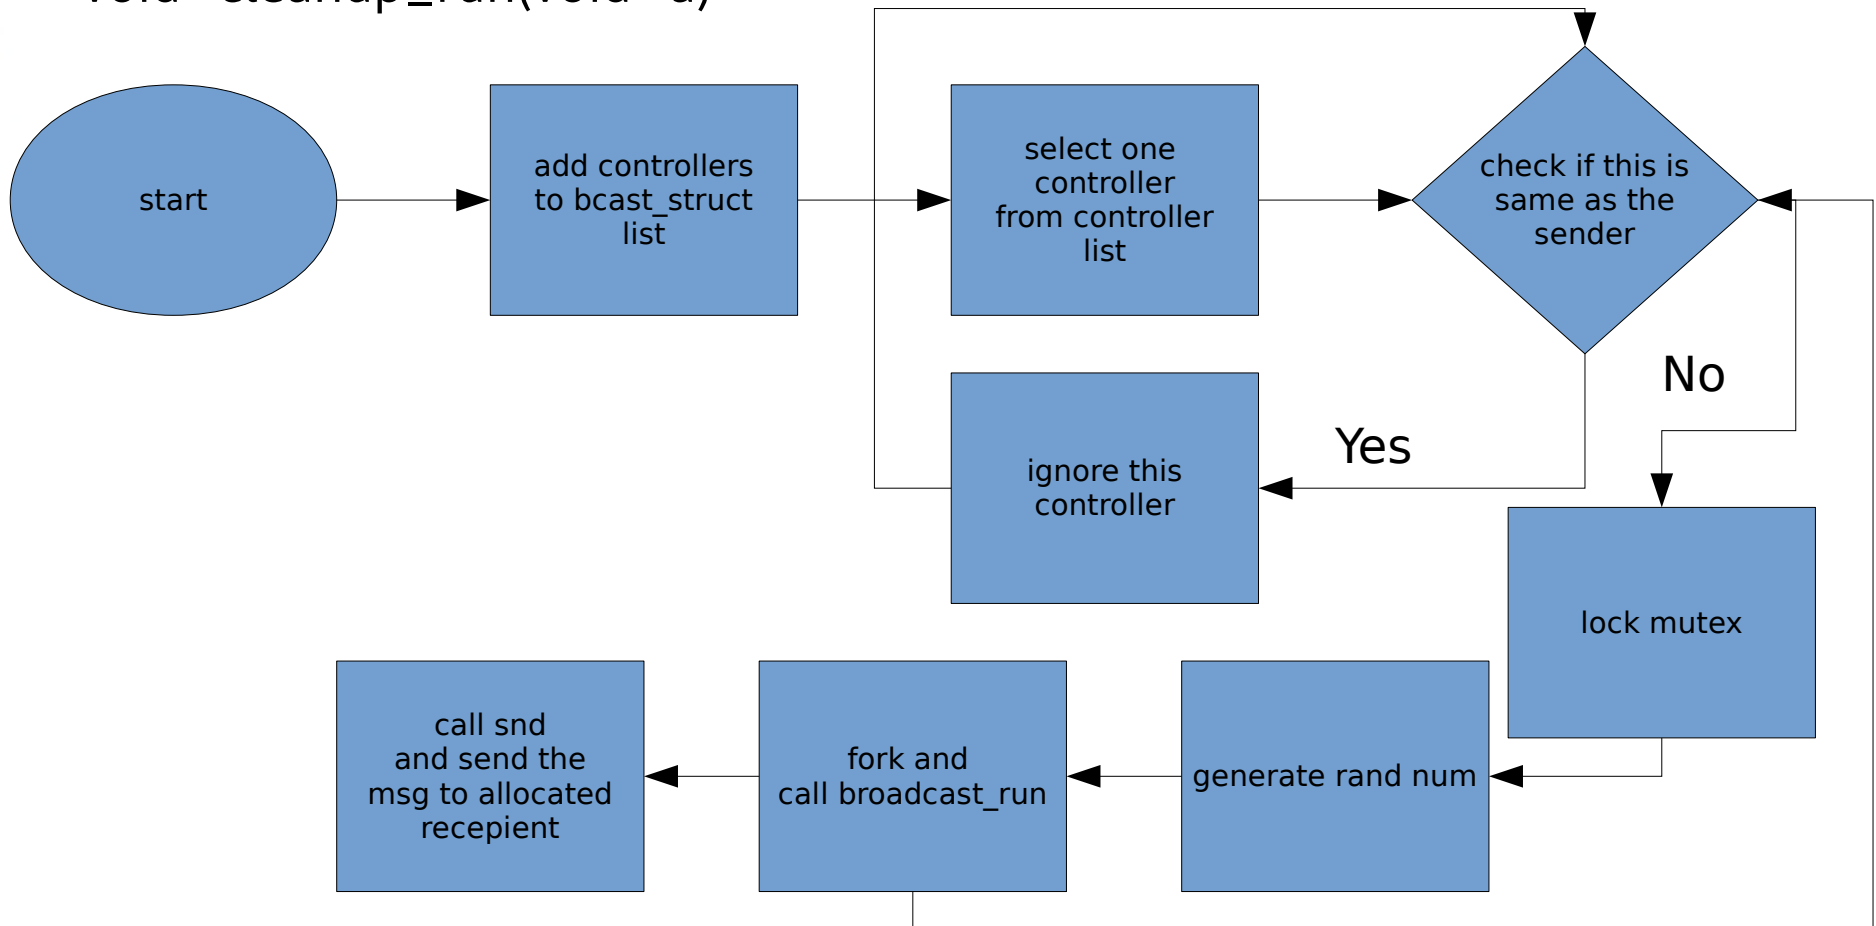 start
add controllers
to bcast_struct
list
select one
controller
from controller
list
check if this is
same as the
sender
No
Yes
ignore this
controller
lock mutex
call snd
and send the
msg to allocated
recepient
fork and
call broadcast_run
generate rand num